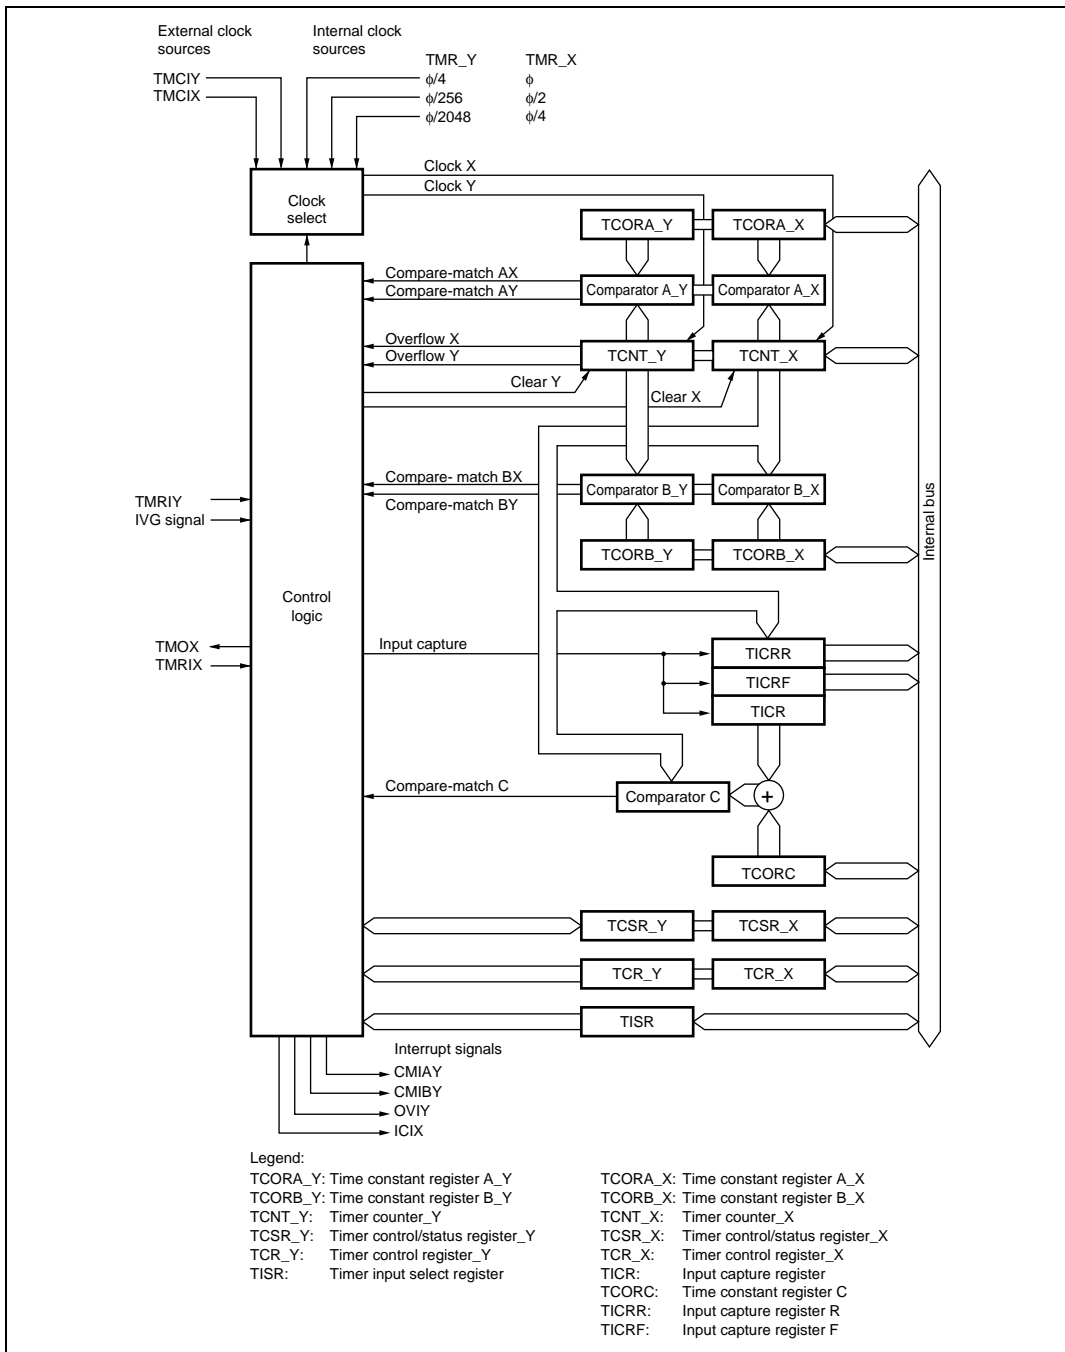 External clock sources
Internal clock sources
TMR_Y TMR_X
TMCIY
ϕ/4 ϕ
TMCIX
ϕ/256 ϕ/2
ϕ/2048 ϕ/4
Clock X
Clock Y
Clock select
TCORA_Y TCORA_X
Compare-match AX
Compare-match AY
Comparator A_Y Comparator A_X
Overflow X
Overflow Y
TCNT_Y TCNT_X
Clear Y
Clear X
Compare- match BX
Compare-match BY
Comparator B_Y Comparator B_X
TMRIY
IVG signal
Internal bus
TCORB_Y TCORB_X
Control logic
TMOX
TMRIX
Input capture
TICRR
TICRF
TICR
Compare-match C
Comparator C
+
TCORC
TCSR_Y TCSR_X
TCR_Y TCR_X
TISR
Interrupt signals
CMIAY
CMIBY
OVIY
ICIX
Legend:
TCORA_Y: Time constant register A_Y
TCORB_Y: Time constant register B_Y
TCNT_Y: Timer counter_Y
TCSR_Y: Timer control/status register_Y
TCR_Y: Timer control register_Y
TISR: Timer input select register
TCORA_X: Time constant register A_X
TCORB_X: Time constant register B_X
TCNT_X: Timer counter_X
TCSR_X: Timer control/status register_X
TCR_X: Timer control register_X
TICR: Input capture register
TCORC: Time constant register C
TICRR: Input capture register R
TICRF: Input capture register F